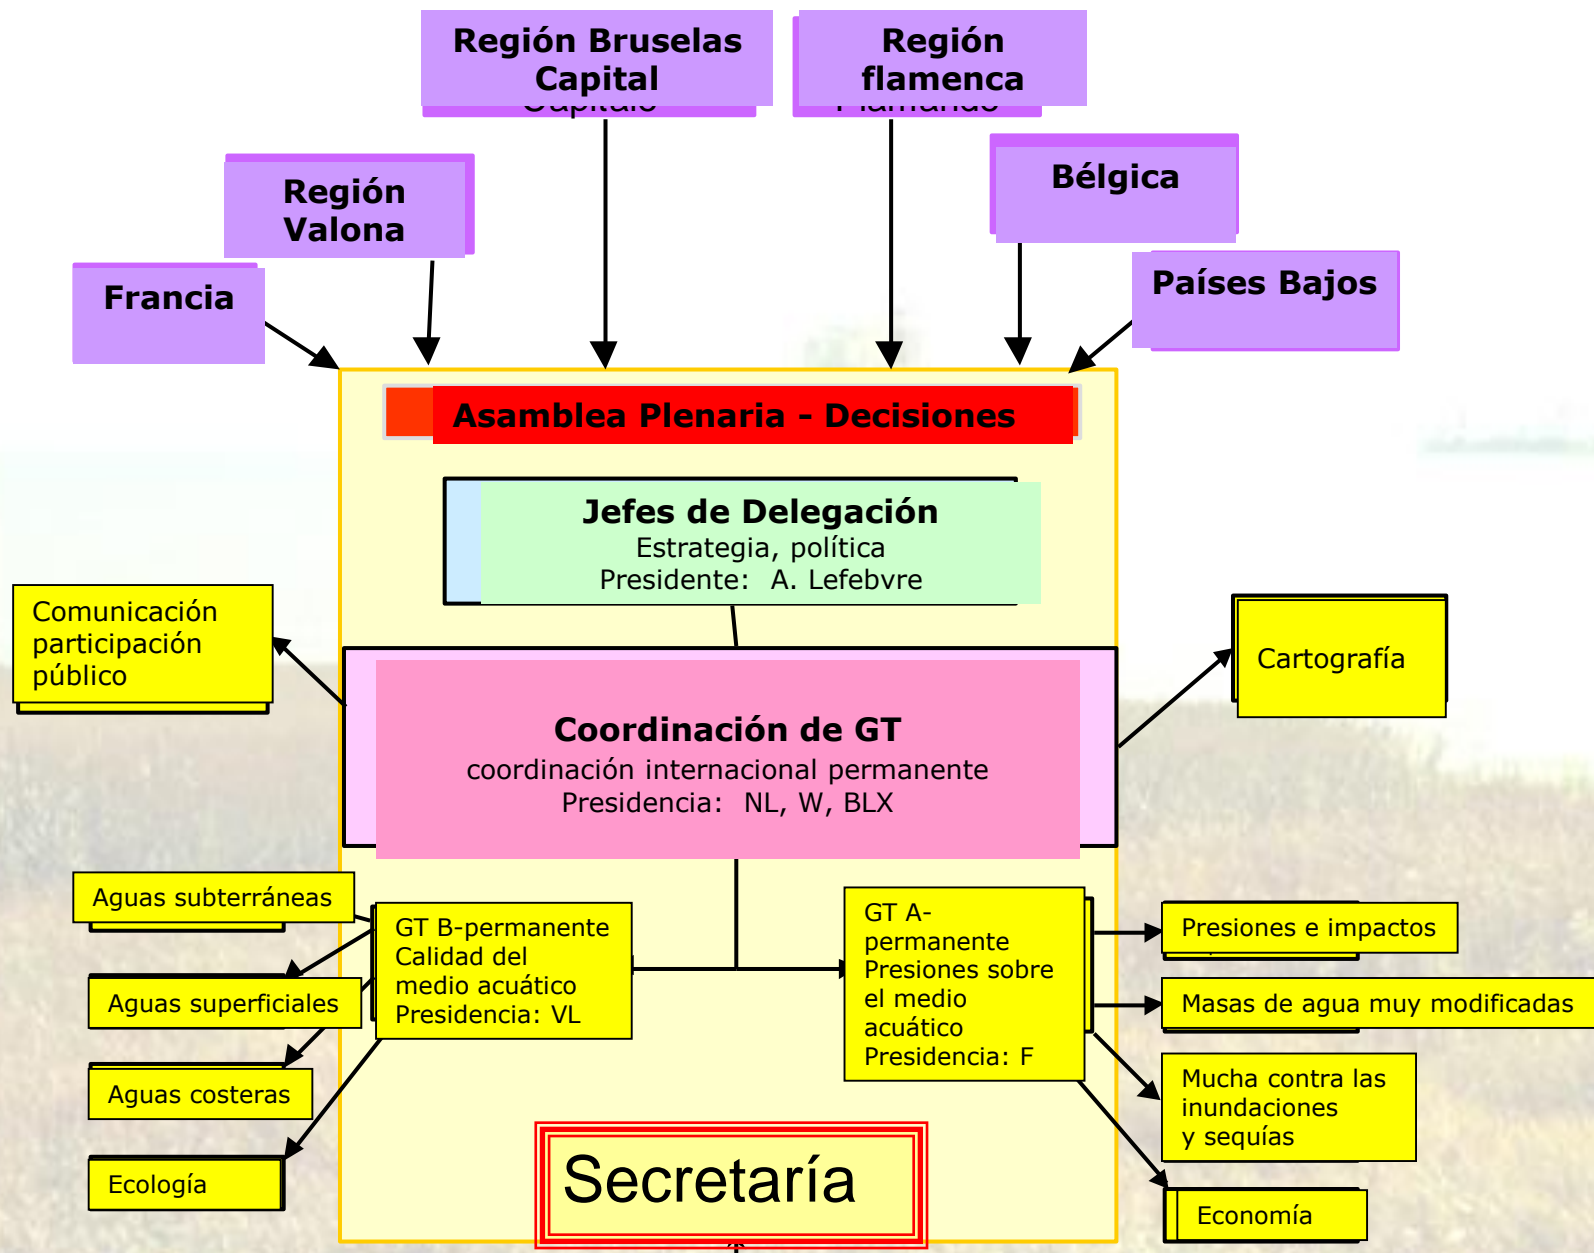 Región Bruselas
Capital
Región
flamenca
Región
Valona
Bélgica
Francia
Países Bajos
Asamblea Plenaria - Decisiones
Jefes de Delegación
Estrategia, política
Presidente: A. Lefebvre
Comunicación
participación
público
Cartografía
Coordinación de GT
coordinación internacional permanente
Presidencia: NL, W, BLX
Aguas subterráneas
Aguas superficiales
Aguas costeras
Ecología
GT B-permanente
Calidad del
medio acuático
Presidencia: VL
GT A-
permanente
Presiones sobre
el medio
acuático
Presidencia: F
Presiones e impactos
Masas de agua muy modificadas
Mucha contra las
inundaciones
y sequías
Economía
Secretaría